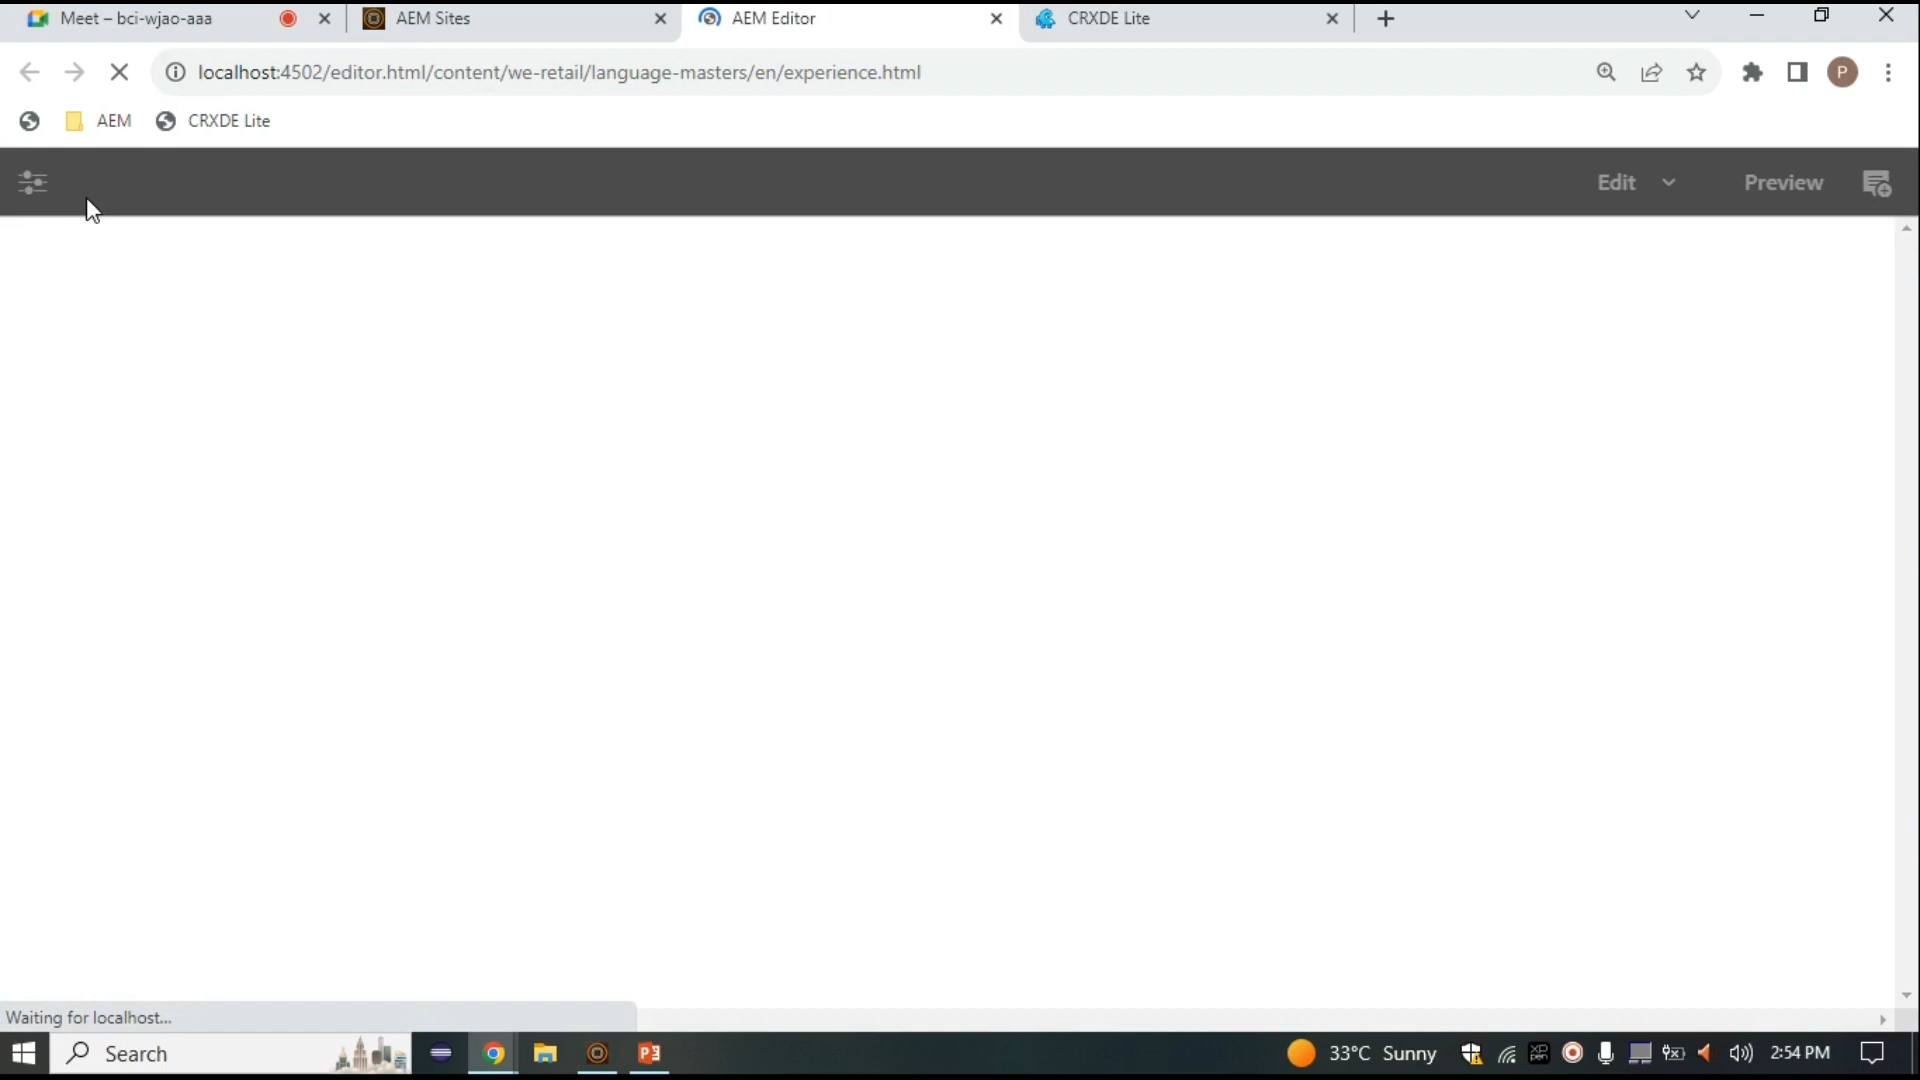 Meet – bci-wjao-aaa
AEM Sites
AEM Editor
CRXDE Lite
localhost:4502/editor.html/content/we-retail/language-masters/en/experience.html
P
AEM
CRXDE Lite
Edit
Preview
Waiting for localhost...
Search
33°C Sunny
2:54 PM